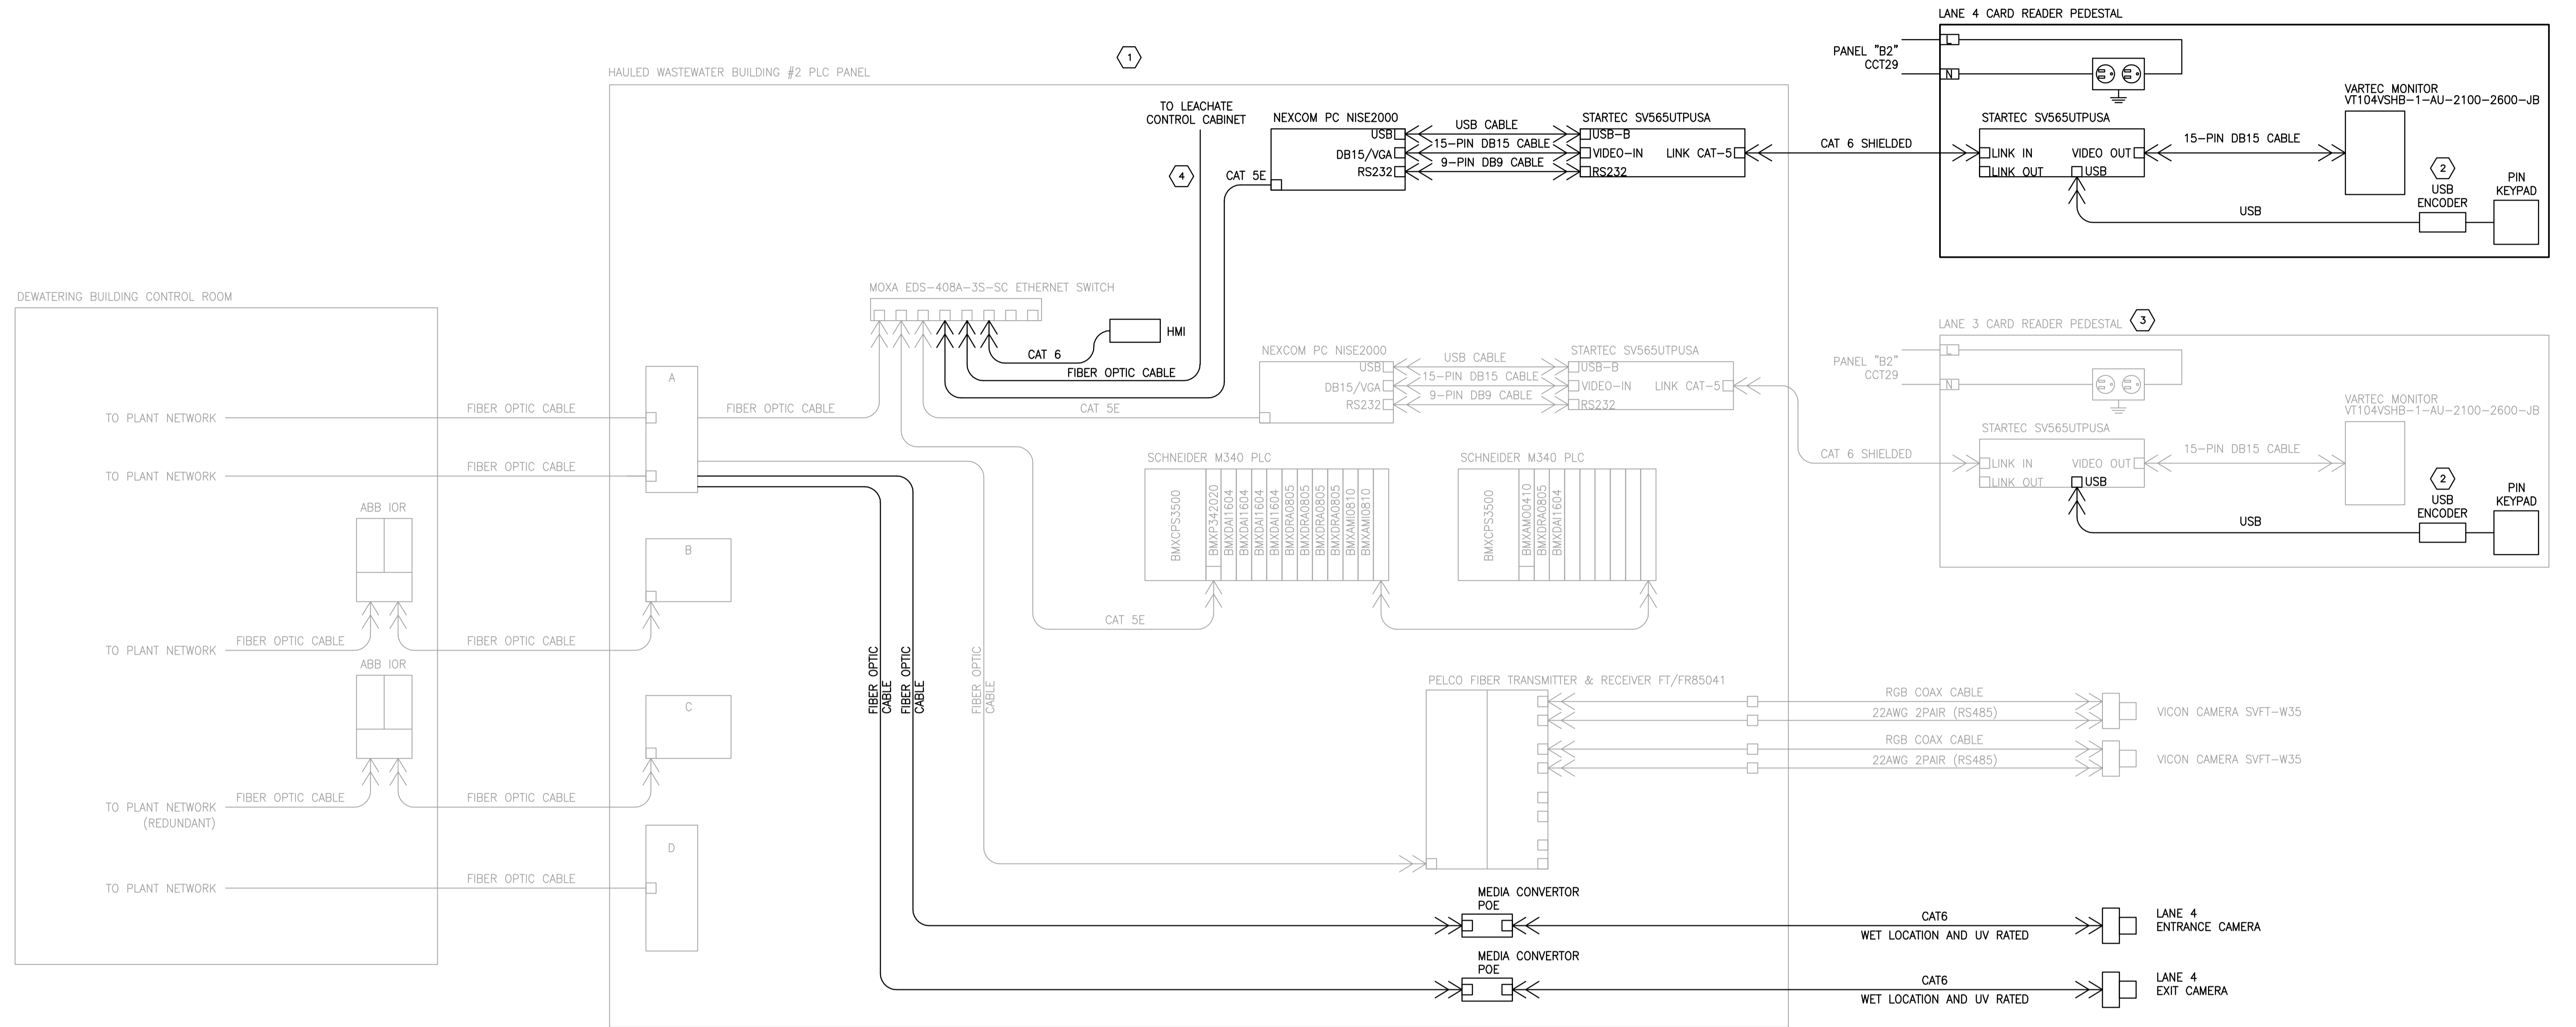 LANE 4 CARD READER PEDESTAL
PANEL "B2"
CCT29
L
N
VARTEC MONITOR
VT104VSHB-1-AU-2100-2600-JB
STARTEC SV565UTPUSA
LINK IN
VIDEO OUT
LINK OUT
USB
15-PIN DB15 CABLE
2
USB
ENCODER
PIN
KEYPAD
USB
CAT 6 SHIELDED
1
HAULED WASTEWATER BUILDING #2 PLC PANEL
TO LEACHATE
CONTROL CABINET
4
CAT 5E
NEXCOM PC NISE2000
USB
DB15/VGA
RS232
USB CABLE
15-PIN DB15 CABLE
9-PIN DB9 CABLE
STARTEC SV565UTPUSA
USB-B
VIDEO-IN
LINK CAT-5
RS232
MOXA EDS-408A-3S-SC ETHERNET SWITCH
HMI
CAT 6
FIBER OPTIC CABLE
FIBER OPTIC CABLE
CAT 5E
NEXCOM PC NISE2000
USB
DB15/VGA
RS232
USB CABLE
15-PIN DB15 CABLE
9-PIN DB9 CABLE
STARTEC SV565UTPUSA
USB-B
VIDEO-IN
LINK CAT-5
RS232
LANE 3 CARD READER PEDESTAL
3
PANEL "B2"
CCT29
L
N
VARTEC MONITOR
VT104VSHB-1-AU-2100-2600-JB
STARTEC SV565UTPUSA
LINK IN
VIDEO OUT
LINK OUT
USB
15-PIN DB15 CABLE
2
USB
ENCODER
PIN
KEYPAD
USB
CAT 6 SHIELDED
DEWATERING BUILDING CONTROL ROOM
TO PLANT NETWORK
FIBER OPTIC CABLE
A
TO PLANT NETWORK
FIBER OPTIC CABLE
ABB IOR
TO PLANT NETWORK
FIBER OPTIC CABLE
FIBER OPTIC CABLE
B
ABB IOR
TO PLANT NETWORK
(REDUNDANT)
FIBER OPTIC CABLE
FIBER OPTIC CABLE
C
TO PLANT NETWORK
FIBER OPTIC CABLE
D
SCHNEIDER M340 PLC
BMXCPS3500
BMXP342020
BMXDAI1604
BMXDAI1604
BMXDAI1604
BMXDAI1604
BMXDRA0805
BMXDRA0805
BMXDRA0805
BMXDRA0805
BMXAMI0810
BMXAMI0810
SCHNEIDER M340 PLC
BMXCPS3500
BMXAMO0410
BMXDRA0805
BMXDAI1604
CAT 5E
FIBER OPTIC
CABLE
FIBER OPTIC
CABLE
FIBER OPTIC
CABLE
PELCO FIBER TRANSMITTER & RECEIVER FT/FR85041
RGB COAX CABLE
22AWG 2PAIR (RS485)
VICON CAMERA SVFT-W35
RGB COAX CABLE
22AWG 2PAIR (RS485)
VICON CAMERA SVFT-W35
MEDIA CONVERTOR
POE
CAT6
WET LOCATION AND UV RATED
LANE 4
ENTRANCE CAMERA
MEDIA CONVERTOR
POE
CAT6
WET LOCATION AND UV RATED
LANE 4
EXIT CAMERA